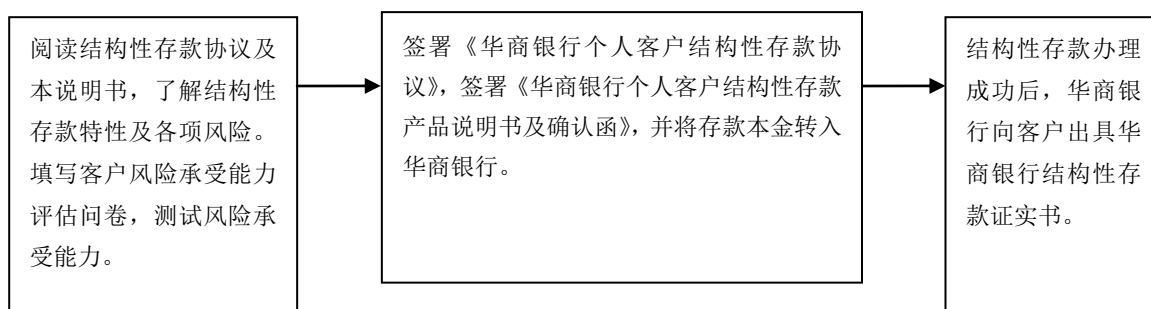 阅读结构性存款协议及
本说明书，了解结构性
存款特性及各项风险。
填写客户风险承受能力
评估问卷，测试风险承
受能力。
签署《华商银行个人客户结构性存款协
议》，签署《华商银行个人客户结构性存款
产品说明书及确认函》，并将存款本金转入
华商银行。
结构性存款办理
成功后，华商银
行向客户出具华
商银行结构性存
款证实书。